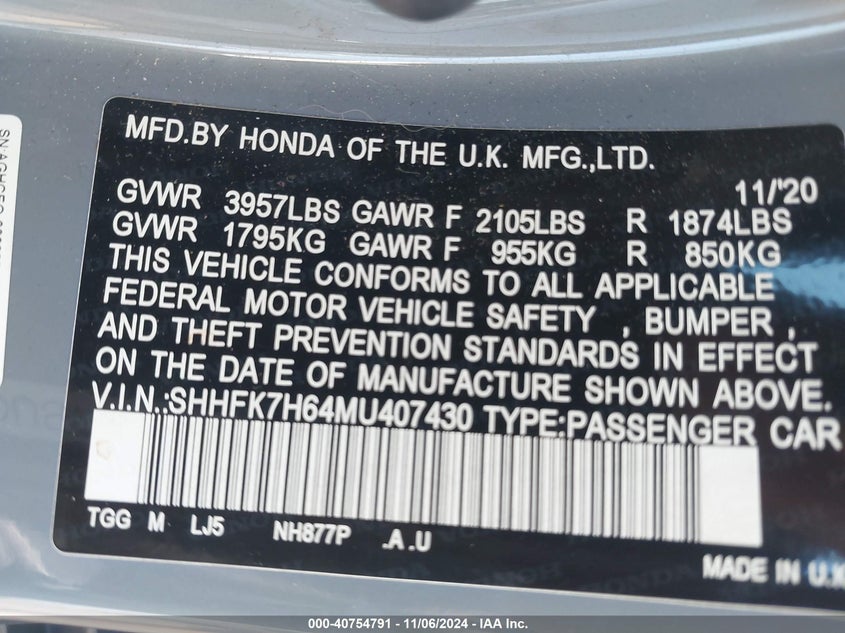 MFD.BY HONDA OF THE U.K. MFG.,LTD.
11/'20
GVWR 3957LBS GAWR F 2105LBS R 1874LBS
GVWR 1795KG GAWR F 955KG R 850KG
THIS VEHICLE CONFORMS TO ALL APPLICABLE
FEDERAL MOTOR VEHICLE SAFETY , BUMPER ,
AND THEFT PREVENTION STANDARDS IN EFFECT
ON THE DATE OF MANUFACTURE SHOWN ABOVE.
V.I.N.:SHHFK7H64MU407430 TYPE:PASSENGER CAR
TGG M LJ5 NH877P .A .U
MADE IN U.K
000-40754791 - 11/06/2024 - IAA Inc.